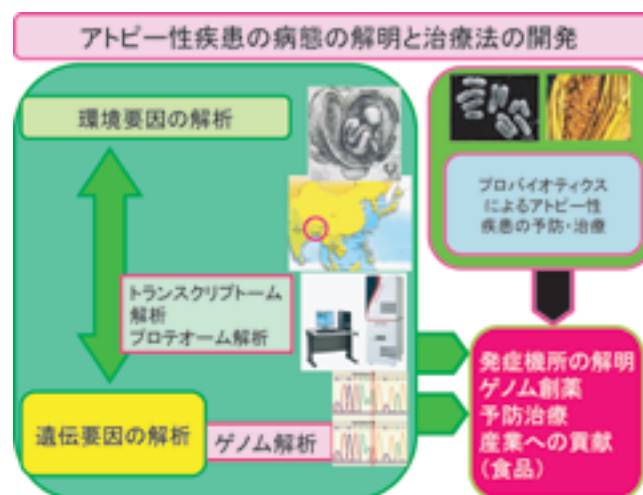 アトピー性疾患の病態の解明と治療法の開発
環境要因の解析
プロバイオティクス
によるアトピー性
疾患の予防・治療
トランスクリプトーム
解析
プロテオーム解析
発症機所の解明
ゲノム創薬
予防治療
産業への貢献
(食品)
遺伝要因の解析
ゲノム解析